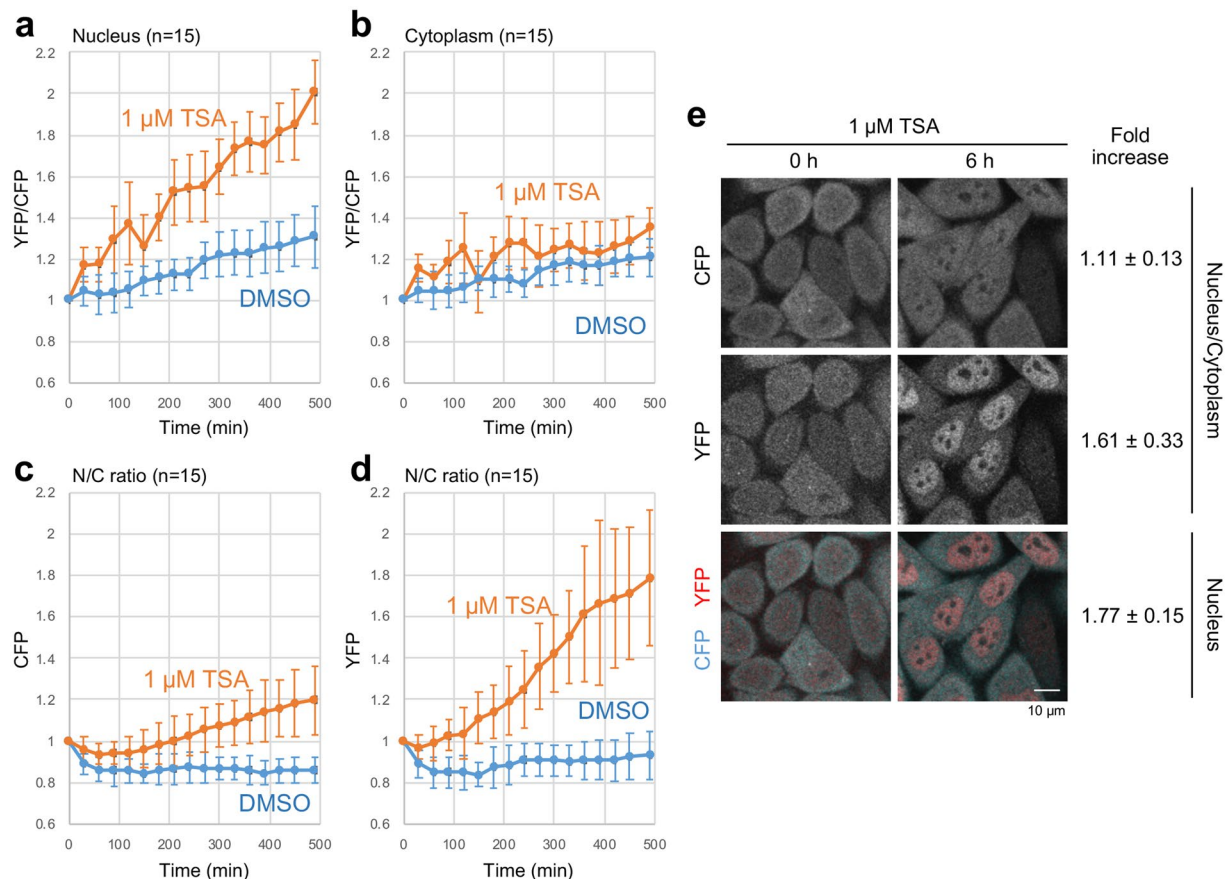 a Nucleus (n=15)
2.2
2
1.8
1.6
1.4
1.2
1
0.8
0.6
YFP/CFP
1 µM TSA
DMSO
0 100 200 300 400 500
Time (min)
b Cytoplasm (n=15)
2.2
2
1.8
1.6
1.4
1.2
1
0.8
0.6
YFP/CFP
1 µM TSA
DMSO
0 100 200 300 400 500
Time (min)
c N/C ratio (n=15)
2.2
2
1.8
1.6
1.4
1.2
1
0.8
0.6
CFP
1 µM TSA
DMSO
0 100 200 300 400 500
Time (min)
d N/C ratio (n=15)
2.2
2
1.8
1.6
1.4
1.2
1
0.8
0.6
YFP
1 µM TSA
DMSO
0 100 200 300 400 500
Time (min)
e
1 µM TSA
0 h 6 h
Fold
increase
CFP
1.11 ± 0.13
YFP
1.61 ± 0.33
Nucleus/Cytoplasm
CFP YFP
1.77 ± 0.15
Nucleus
10 µm